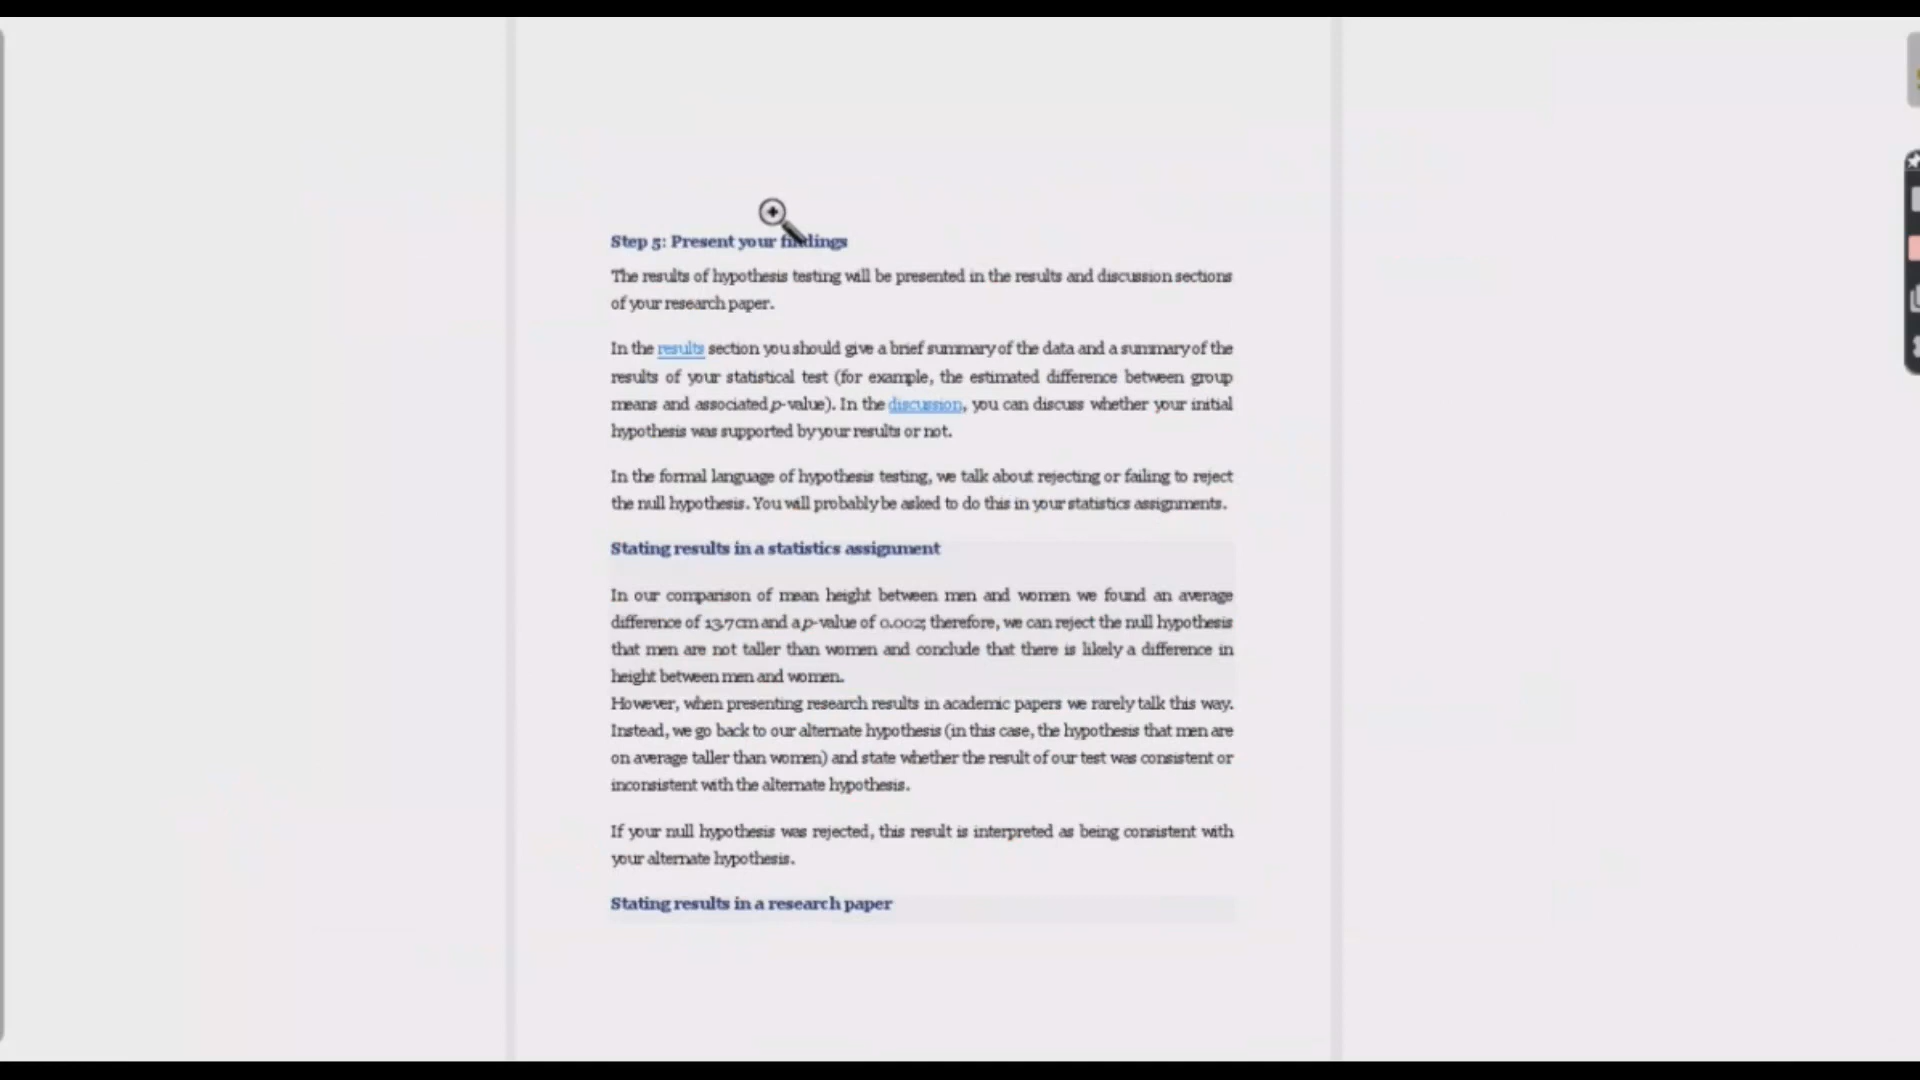 Step 5: Present your findings
The results of hypothesis testing will be presented in the results and discussion sections
of your research paper.
In the results section you should give a brief summary of the data and a summary of the
results of your statistical test (for example, the estimated difference between group
means and associated p-value). In the discussion, you can discuss whether your initial
hypothesis was supported by your results or not.
In the formal language of hypothesis testing, we talk about rejecting or failing to reject
the null hypothesis. You will probably be asked to do this in your statistics assignments.
Stating results in a statistics assignment
In our comparison of mean height between men and women we found an average
difference of 13.7 cm and a p-value of 0.002; therefore, we can reject the null hypothesis
that men are not taller than women and conclude that there is likely a difference in
height between men and women.
However, when presenting research results in academic papers we rarely talk this way.
Instead, we go back to our alternate hypothesis (in this case, the hypothesis that men are
on average taller than women) and state whether the result of our test was consistent or
inconsistent with the alternate hypothesis.
If your null hypothesis was rejected, this result is interpreted as being consistent with
your alternate hypothesis.
Stating results in a research paper